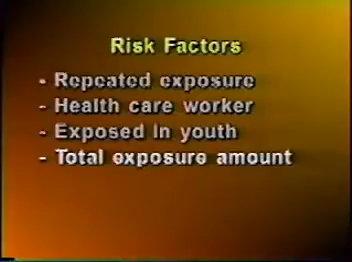 Risk Factors
- Repeated exposure
- Health care worker
- Exposed in youth
- Total exposure amount